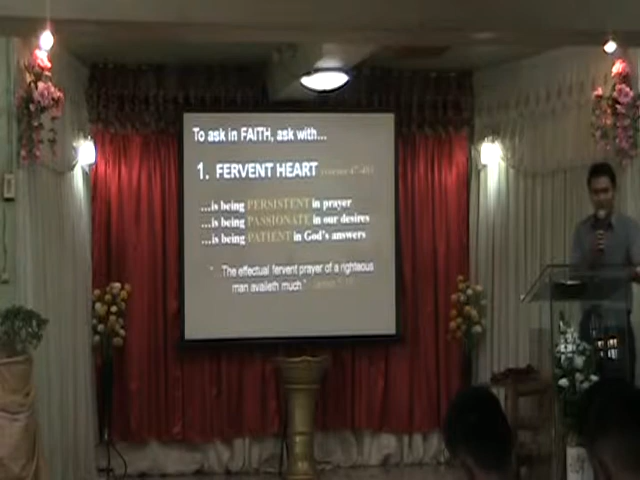 To ask in FAITH, ask with...
1. FERVENT HEART
...is being PERSISTENT in prayer
...is being PASSIONATE in our desires
...is being PATIENT in God's answers
"The effectual fervent prayer of a righteous
man availeth much"